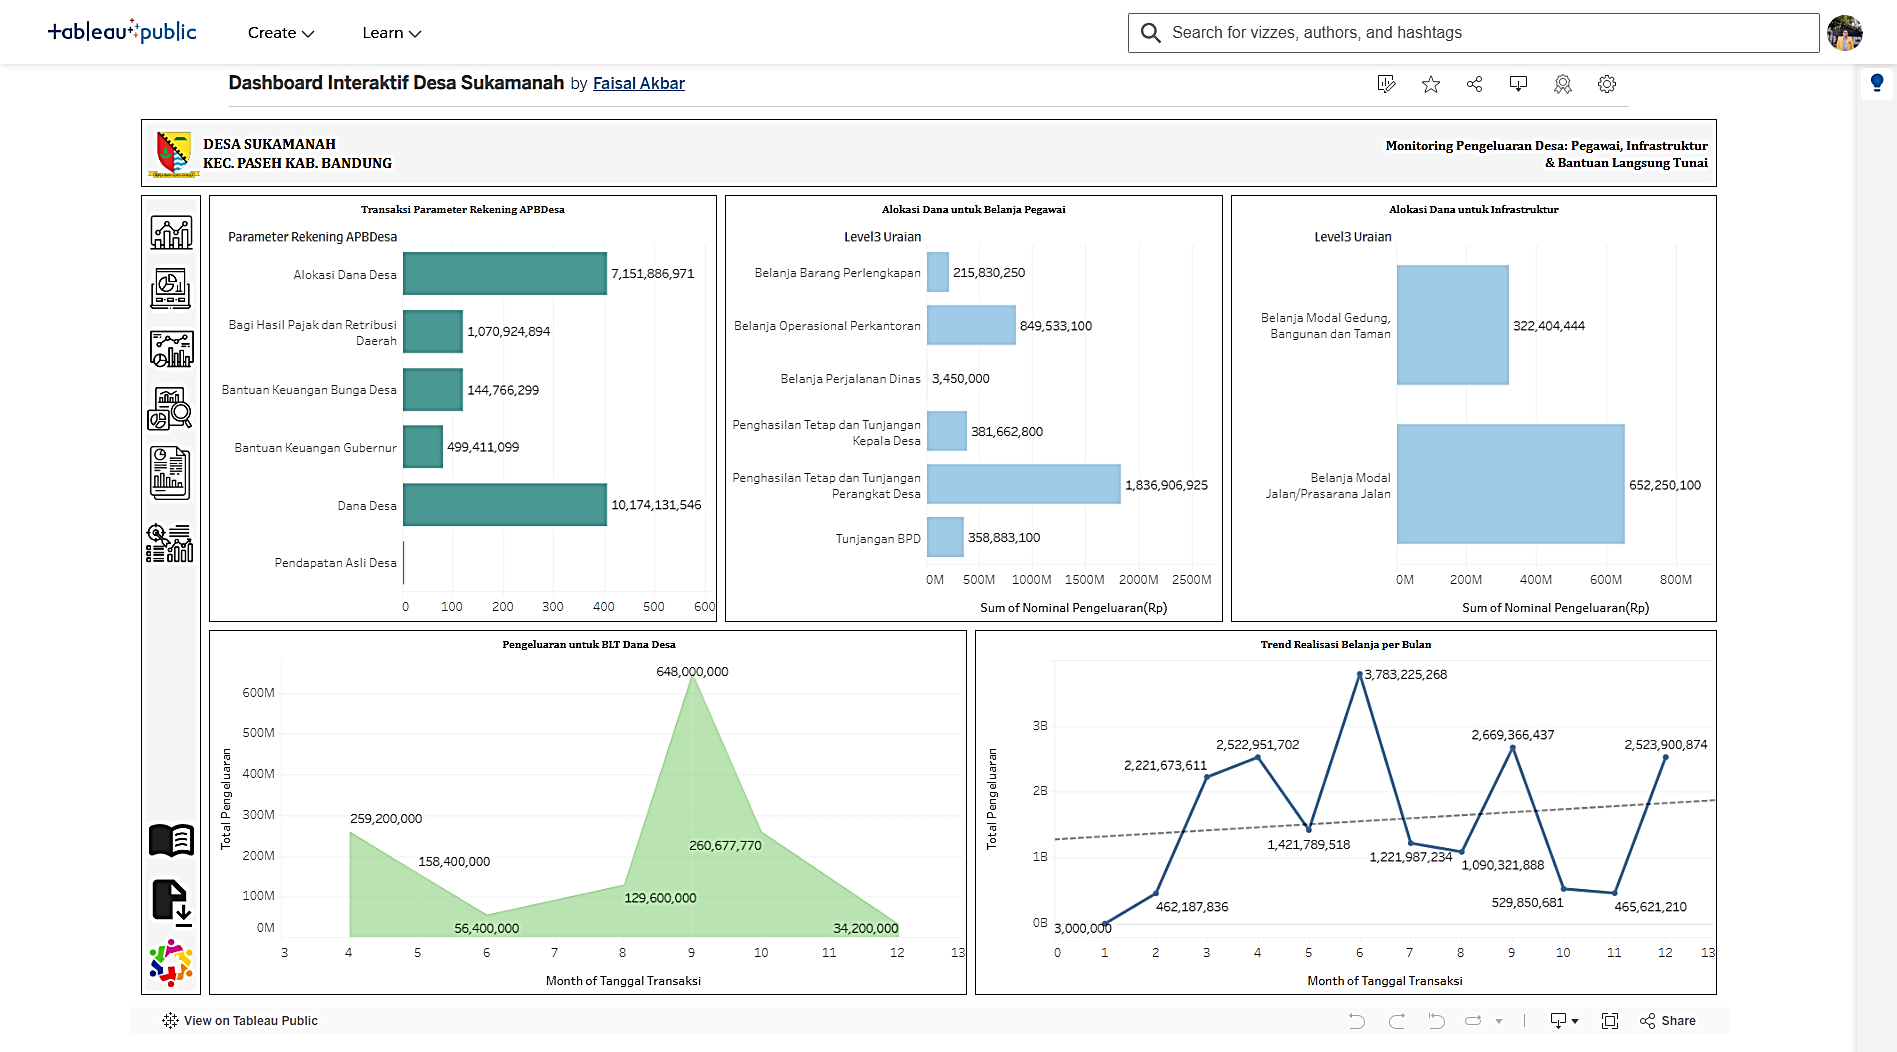 tableau public
Create
Learn
Search for vizzes, authors, and hashtags
Dashboard Interaktif Desa Sukamanah by Faisal Akbar
DESA SUKAMANAH
KEC. PASEH KAB. BANDUNG
Monitoring Pengeluaran Desa: Pegawai, Infrastruktur
& Bantuan Langsung Tunai
Transaksi Parameter Rekening APBDesa
Parameter Rekening APBDesa
Alokasi Dana Desa
7,151,886,971
Bagi Hasil Pajak dan Retribusi
Daerah
1,070,924,894
Bantuan Keuangan Bunga Desa
144,766,299
Bantuan Keuangan Gubernur
499,411,099
Dana Desa
10,174,131,546
Pendapatan Asli Desa
0 100 200 300 400 500 600
Alokasi Dana untuk Belanja Pegawai
Level3 Uraian
Belanja Barang Perlengkapan
215,830,250
Belanja Operasional Perkantoran
849,533,100
Belanja Perjalanan Dinas
3,450,000
Penghasilan Tetap dan Tunjangan
Kepala Desa
381,662,800
Penghasilan Tetap dan Tunjangan
Perangkat Desa
1,836,906,925
Tunjangan BPD
358,883,100
0M 500M 1000M 1500M 2000M 2500M
Sum of Nominal Pengeluaran(Rp)
Alokasi Dana untuk Infrastruktur
Level3 Uraian
Belanja Modal Gedung,
Bangunan dan Taman
322,404,444
Belanja Modal
Jalan/Prasarana Jalan
652,250,100
0M 200M 400M 600M 800M
Sum of Nominal Pengeluaran(Rp)
Pengeluaran untuk BLT Dana Desa
Total Pengeluaran
600M
500M
400M
300M
200M
100M
0M
259,200,000
158,400,000
56,400,000
129,600,000
648,000,000
260,677,770
34,200,000
3 4 5 6 7 8 9 10 11 12 13
Month of Tanggal Transaksi
Trend Realisasi Belanja per Bulan
Total Pengeluaran
3B
2B
1B
0B
3,000,000
462,187,836
2,221,673,611
2,522,951,702
1,421,789,518
3,783,225,268
1,221,987,234
1,090,321,888
2,669,366,437
529,850,681
465,621,210
2,523,900,874
0 1 2 3 4 5 6 7 8 9 10 11 12 13
Month of Tanggal Transaksi
View on Tableau Public
Share